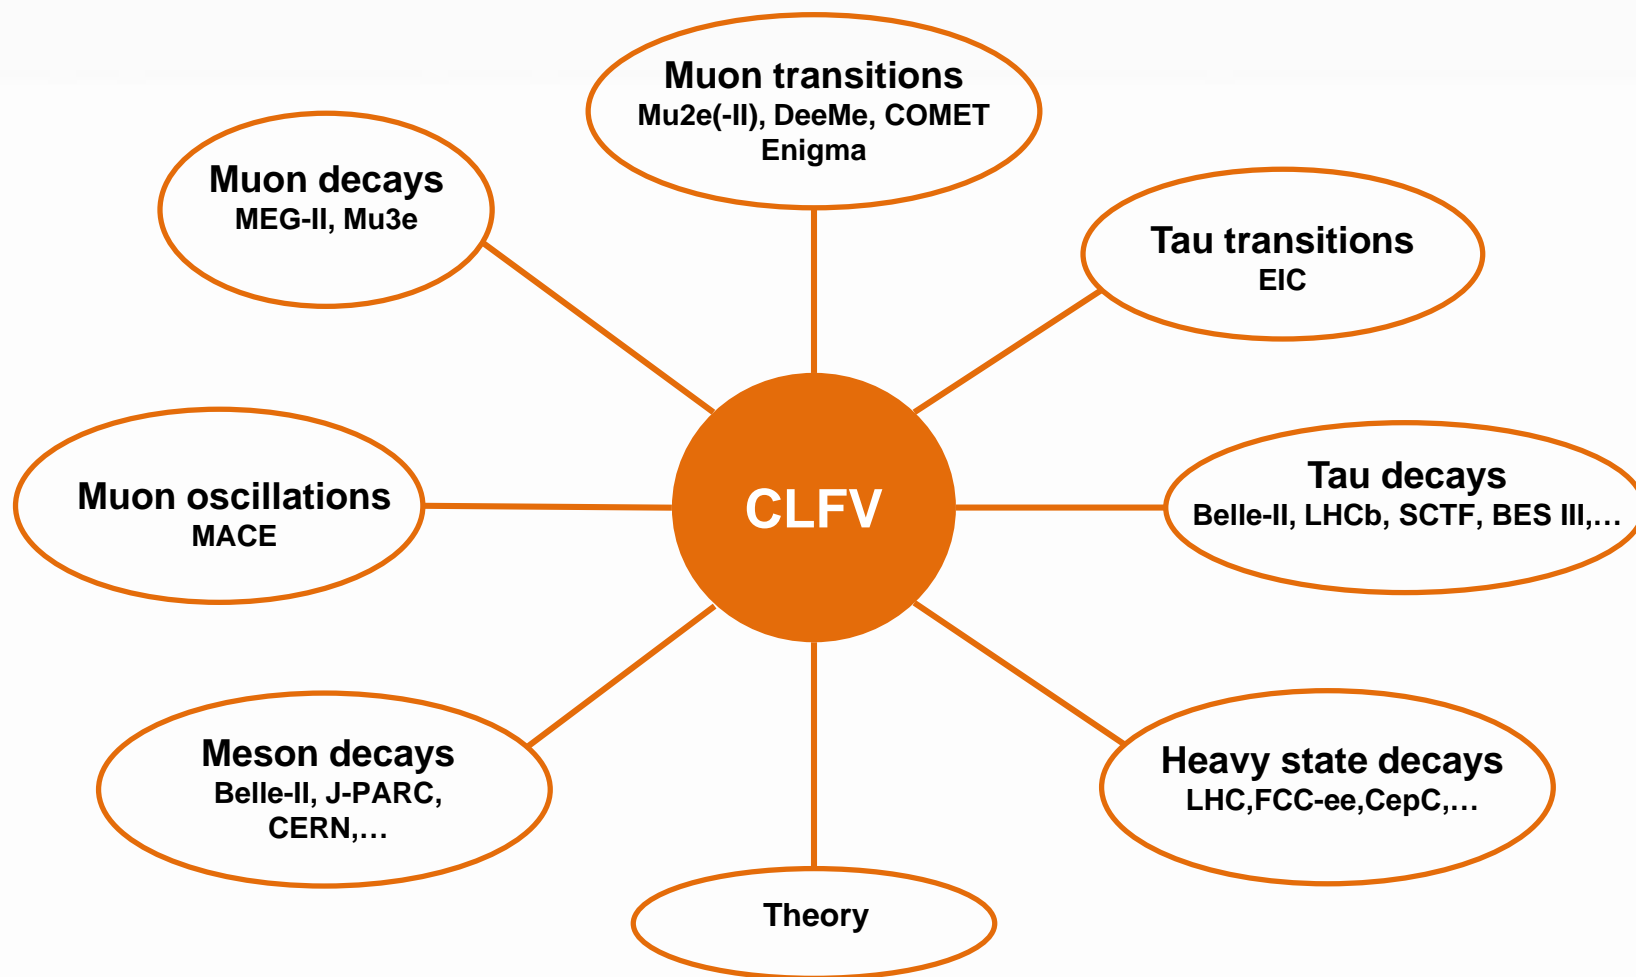 Muon transitions
Mu2e(-II), DeeMe, COMET
Enigma
Muon decays
MEG-II, Mu3e
Tau transitions
EIC
Muon oscillations
MACE
CLFV
Tau decays
Belle-II, LHCb, SCTF, BES III,…
Meson decays
Belle-II, J-PARC,
CERN,…
Heavy state decays
LHC,FCC-ee,CepC,…
Theory